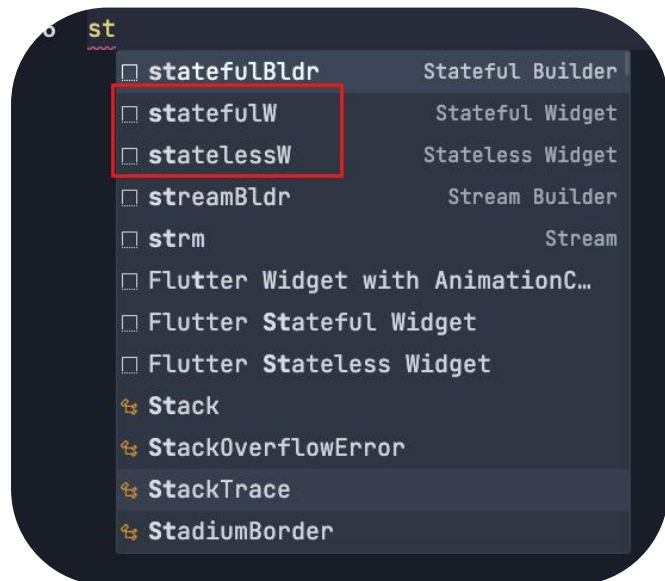 st
statefulBldr Stateful Builder
statefulW Stateful Widget
statelessW Stateless Widget
streamBldr Stream Builder
strm Stream
Flutter Widget with AnimationC…
Flutter Stateful Widget
Flutter Stateless Widget
Stack
StackOverflowError
StackTrace
StadiumBorder